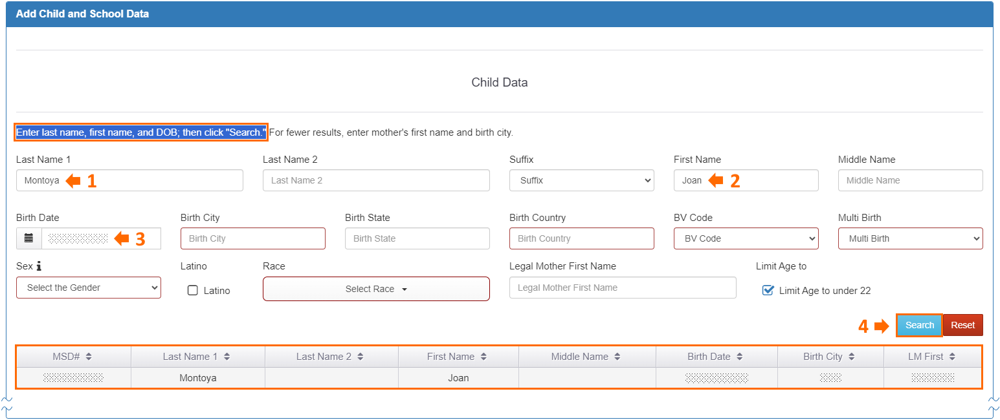 Add Child and School Data
Child Data
Enter last name, first name, and DOB; then click "Search." For fewer results, enter mother's first name and birth city.
Last Name 1 Last Name 2 Suffix First Name Middle Name
Montoya 1 Last Name 2 Suffix Joan 2 Middle Name
Birth Date Birth City Birth State Birth Country BV Code Multi Birth
3 Birth City Birth State Birth Country BV Code Multi Birth
Sex i Latino Race Legal Mother First Name Limit Age to
Select the Gender Latino Select Race Legal Mother First Name Limit Age to under 22
4 Search Reset
MSD# Last Name 1 Last Name 2 First Name Middle Name Birth Date Birth City LM First
Montoya Joan